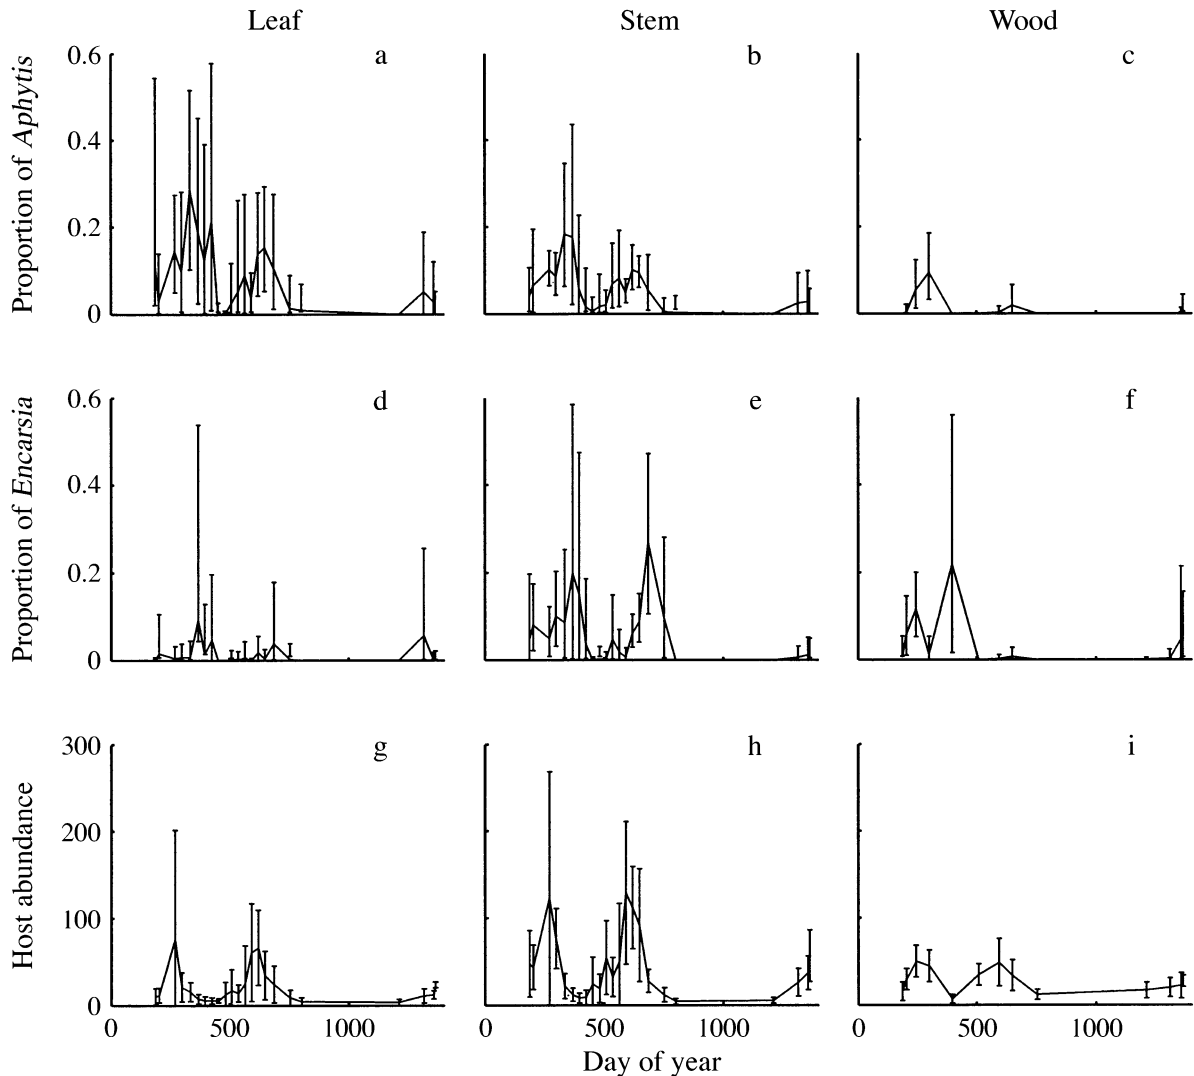 Leaf Stem Wood
a b c
Proportion of Aphytis
0.6
0.4
0.2
0
d e f
Proportion of Encarsia
0.6
0.4
0.2
0
g h i
Host abundance
300
200
100
0
0 500 1000 0 500 1000 0 500 1000
Day of year